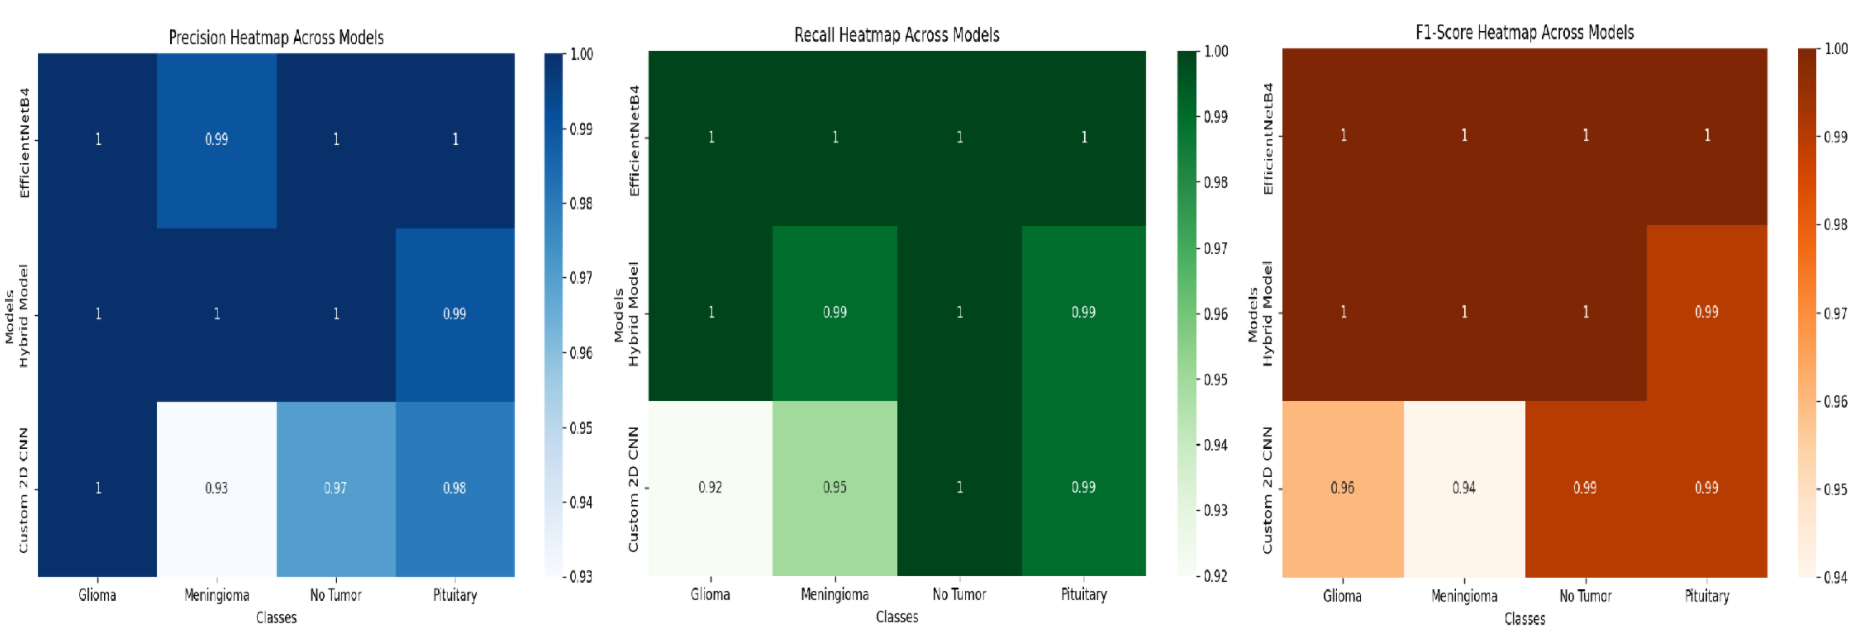 Precision Heatmap Across Models
EfficientNetB4
Hybrid Model
Custom 2D CNN
Models
1 0.99 1 1
1 1 1 0.99
1 0.93 0.97 0.98
Glioma Meningioma No Tumor Pituitary
Classes
1.00
0.99
0.98
0.97
0.96
0.95
0.94
0.93
Recall Heatmap Across Models
EfficientNetB4
Hybrid Model
Custom 2D CNN
Models
1 1 1 1
1 0.99 1 0.99
0.92 0.95 1 0.99
Glioma Meningioma No Tumor Pituitary
Classes
1.00
0.99
0.98
0.97
0.96
0.95
0.94
0.93
0.92
F1-Score Heatmap Across Models
EfficientNetB4
Hybrid Model
Custom 2D CNN
Models
1 1 1 1
1 1 1 0.99
0.96 0.94 0.99 0.99
Glioma Meningioma No Tumor Pituitary
Classes
1.00
0.99
0.98
0.97
0.96
0.95
0.94